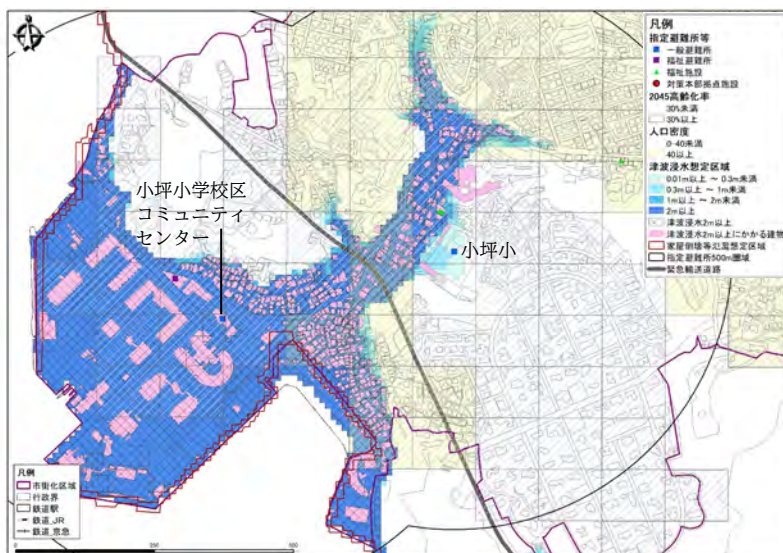 凡例
指定避難所等
一般避難所
福祉避難所
福祉施設
対策本部拠点施設
2045高齢化率
30%未満
30%以上
人口密度
0-40未満
40以上
津波浸水想定区域
0.01m以上 ～ 0.3m未満
0.3m以上 ～ 1m未満
1m以上 ～ 2m未満
2m以上
津波浸水2m以上
津波浸水2m以上にかかる建物
家屋倒壊等氾濫想定区域
指定避難所500m圏域
緊急輸送道路
小坪小学校区
コミュニティ
センター
小坪小
凡例
市街化区域
行政界
鉄道駅
鉄道_JR
鉄道_京急
0